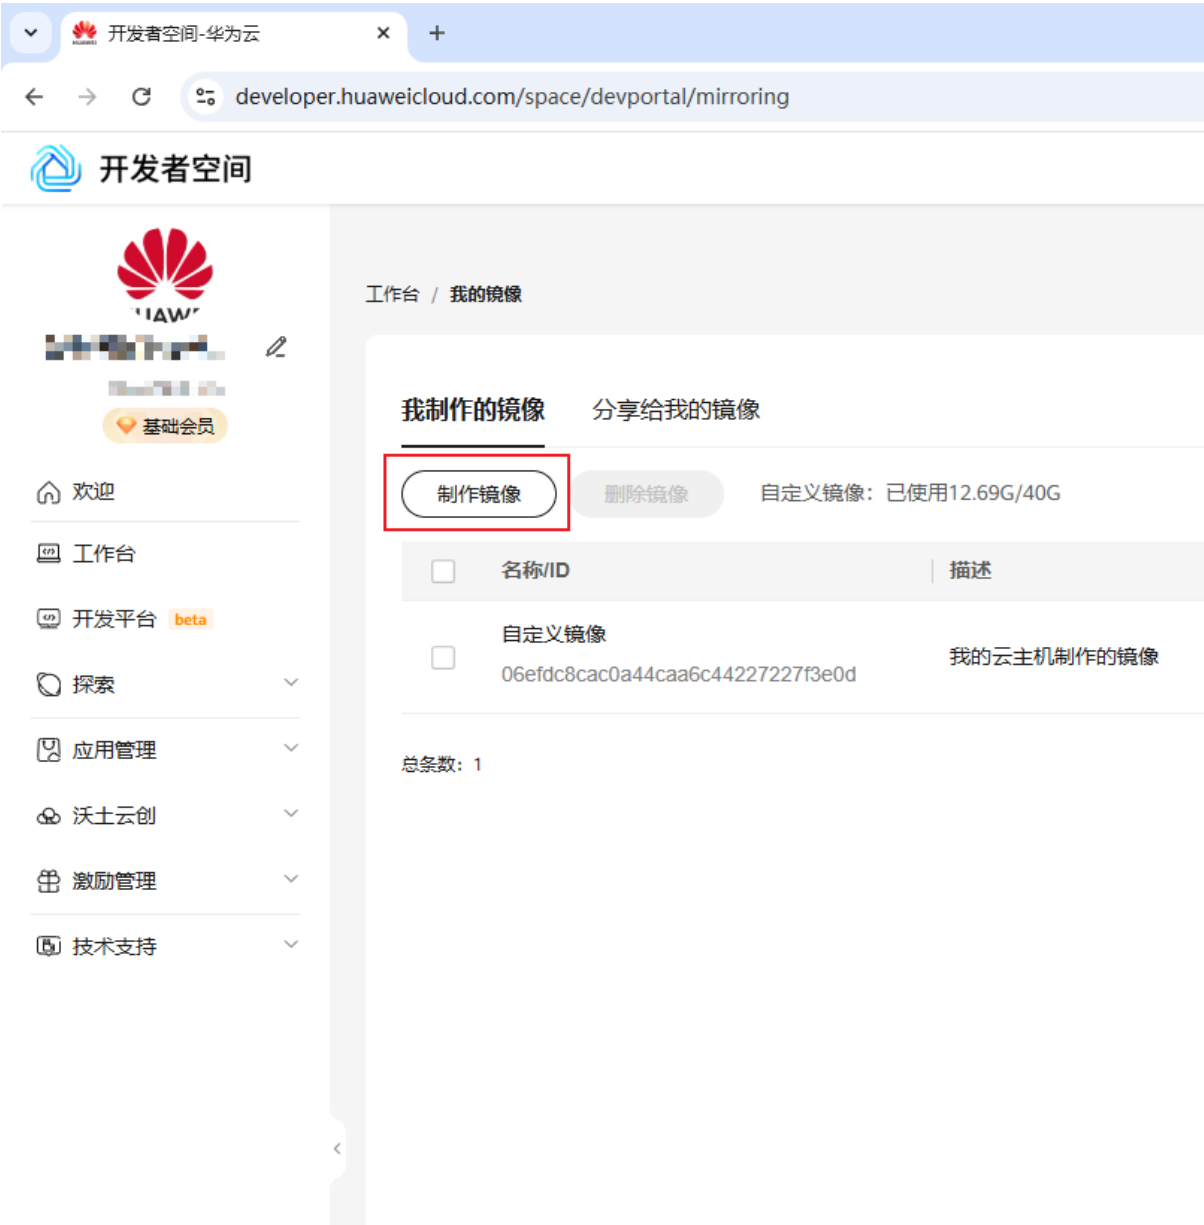 开发者空间-华为云
developer.huaweicloud.com/space/devportal/mirroring
开发者空间
工作台 / 我的镜像
基础会员
欢迎
工作台
开发平台 beta
探索
应用管理
沃土云创
激励管理
技术支持
我制作的镜像 分享给我的镜像
制作镜像 删除镜像 自定义镜像：已使用12.69G/40G
名称/ID 描述
自定义镜像
06efdc8cac0a44caa6c44227227f3e0d
我的云主机制作的镜像
总条数：1